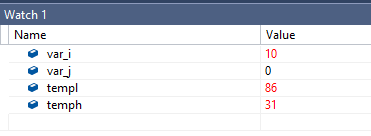 Watch 1
Name Value
var_i 10
var_j 0
templ 86
temph 31